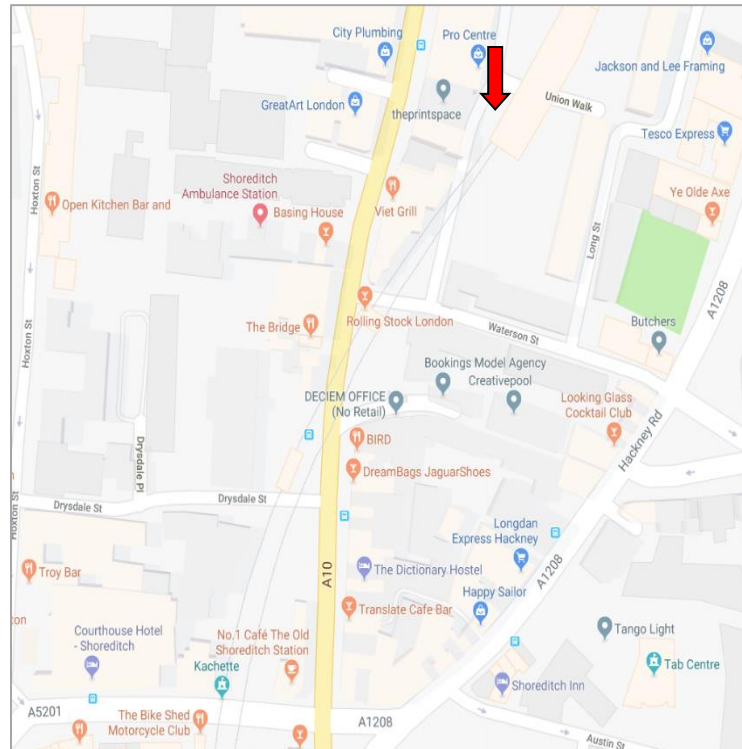 City Plumbing
Pro Centre
Jackson and Lee Framing
GreatArt London
theprintspace
Union Walk
Tesco Express
Hoxton St
Shoreditch
Ambulance Station
Open Kitchen Bar and
Basing House
Viet Grill
Ye Olde Axe
Long St
Hoxton St
The Bridge
Rolling Stock London
Waterson St
Butchers
A1208
Bookings Model Agency
Creativepool
DECIEM OFFICE
(No Retail)
Looking Glass
Cocktail Club
Drysdale Pl
BIRD
Hackney Rd
DreamBags JaguarShoes
Hoxton St
Drysdale St
Drysdale St
Longdan
Express Hackney
Troy Bar
A10
The Dictionary Hostel
A1208
Happy Sailor
ton
Translate Cafe Bar
Tango Light
Courthouse Hotel
- Shoreditch
No.1 Café The Old
Shoreditch Station
Kachette
Tab Centre
Shoreditch Inn
A5201
The Bike Shed
Motorcycle Club
A1208
Austin St